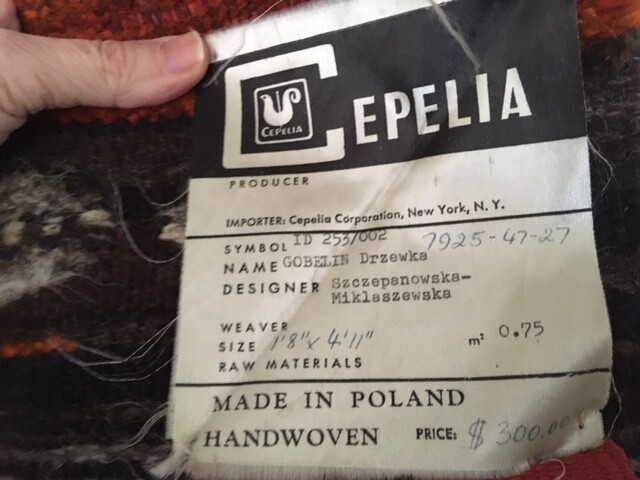 CEPELIA
CEPELIA
PRODUCER
IMPORTER: Cepelia Corporation, New York, N. Y.
SYMBOL ID 253/002 7925-47-27
NAME GOBELIN Drzewka
DESIGNER Szczepanowska-
Miklaszewska
WEAVER
SIZE 1'8" x 4'11" m² 0.75
RAW MATERIALS
MADE IN POLAND
HANDWOVEN PRICE: $ 300.00